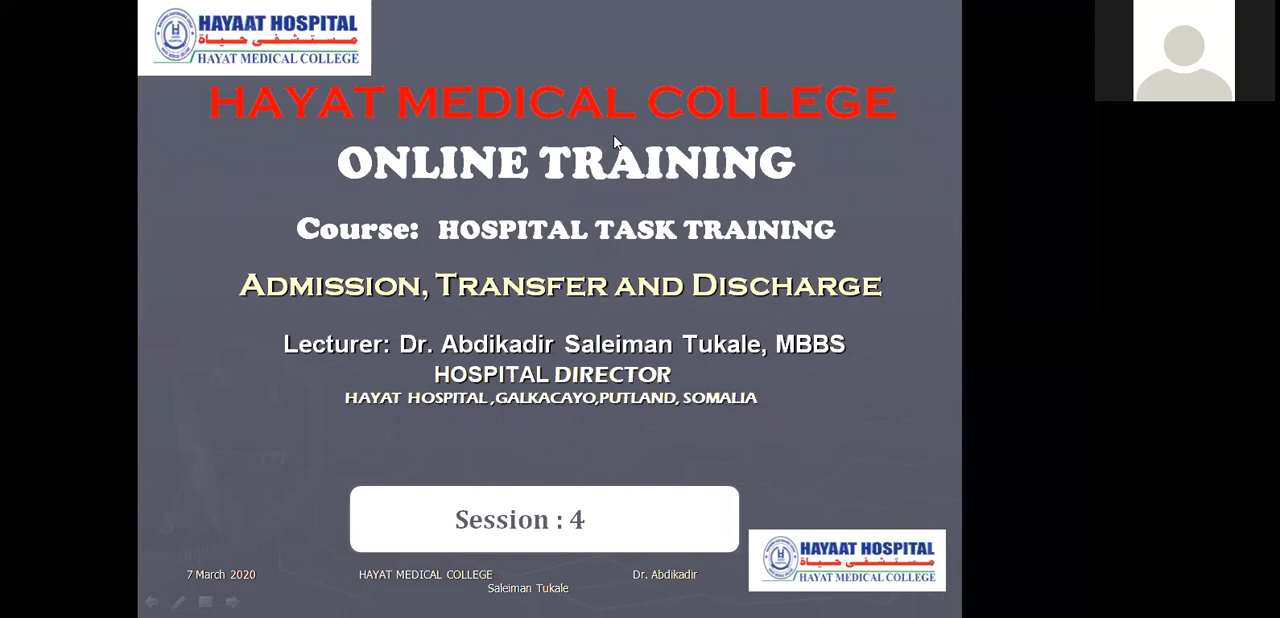 HAYAAT HOSPITAL
مستشفى حياة
HAYAT MEDICAL COLLEGE
HAYAT MEDICAL COLLEGE
ONLINE TRAINING
Course: HOSPITAL TASK TRAINING
ADMISSION, TRANSFER AND DISCHARGE
Lecturer: Dr. Abdikadir Saleiman Tukale, MBBS
HOSPITAL DIRECTOR
HAYAT HOSPITAL ,GALKACAYO,PUTLAND, SOMALIA
Session : 4
HAYAAT HOSPITAL
مستشفى حياة
HAYAT MEDICAL COLLEGE
7 March 2020 HAYAT MEDICAL COLLEGE Dr. Abdikadir
Saleiman Tukale